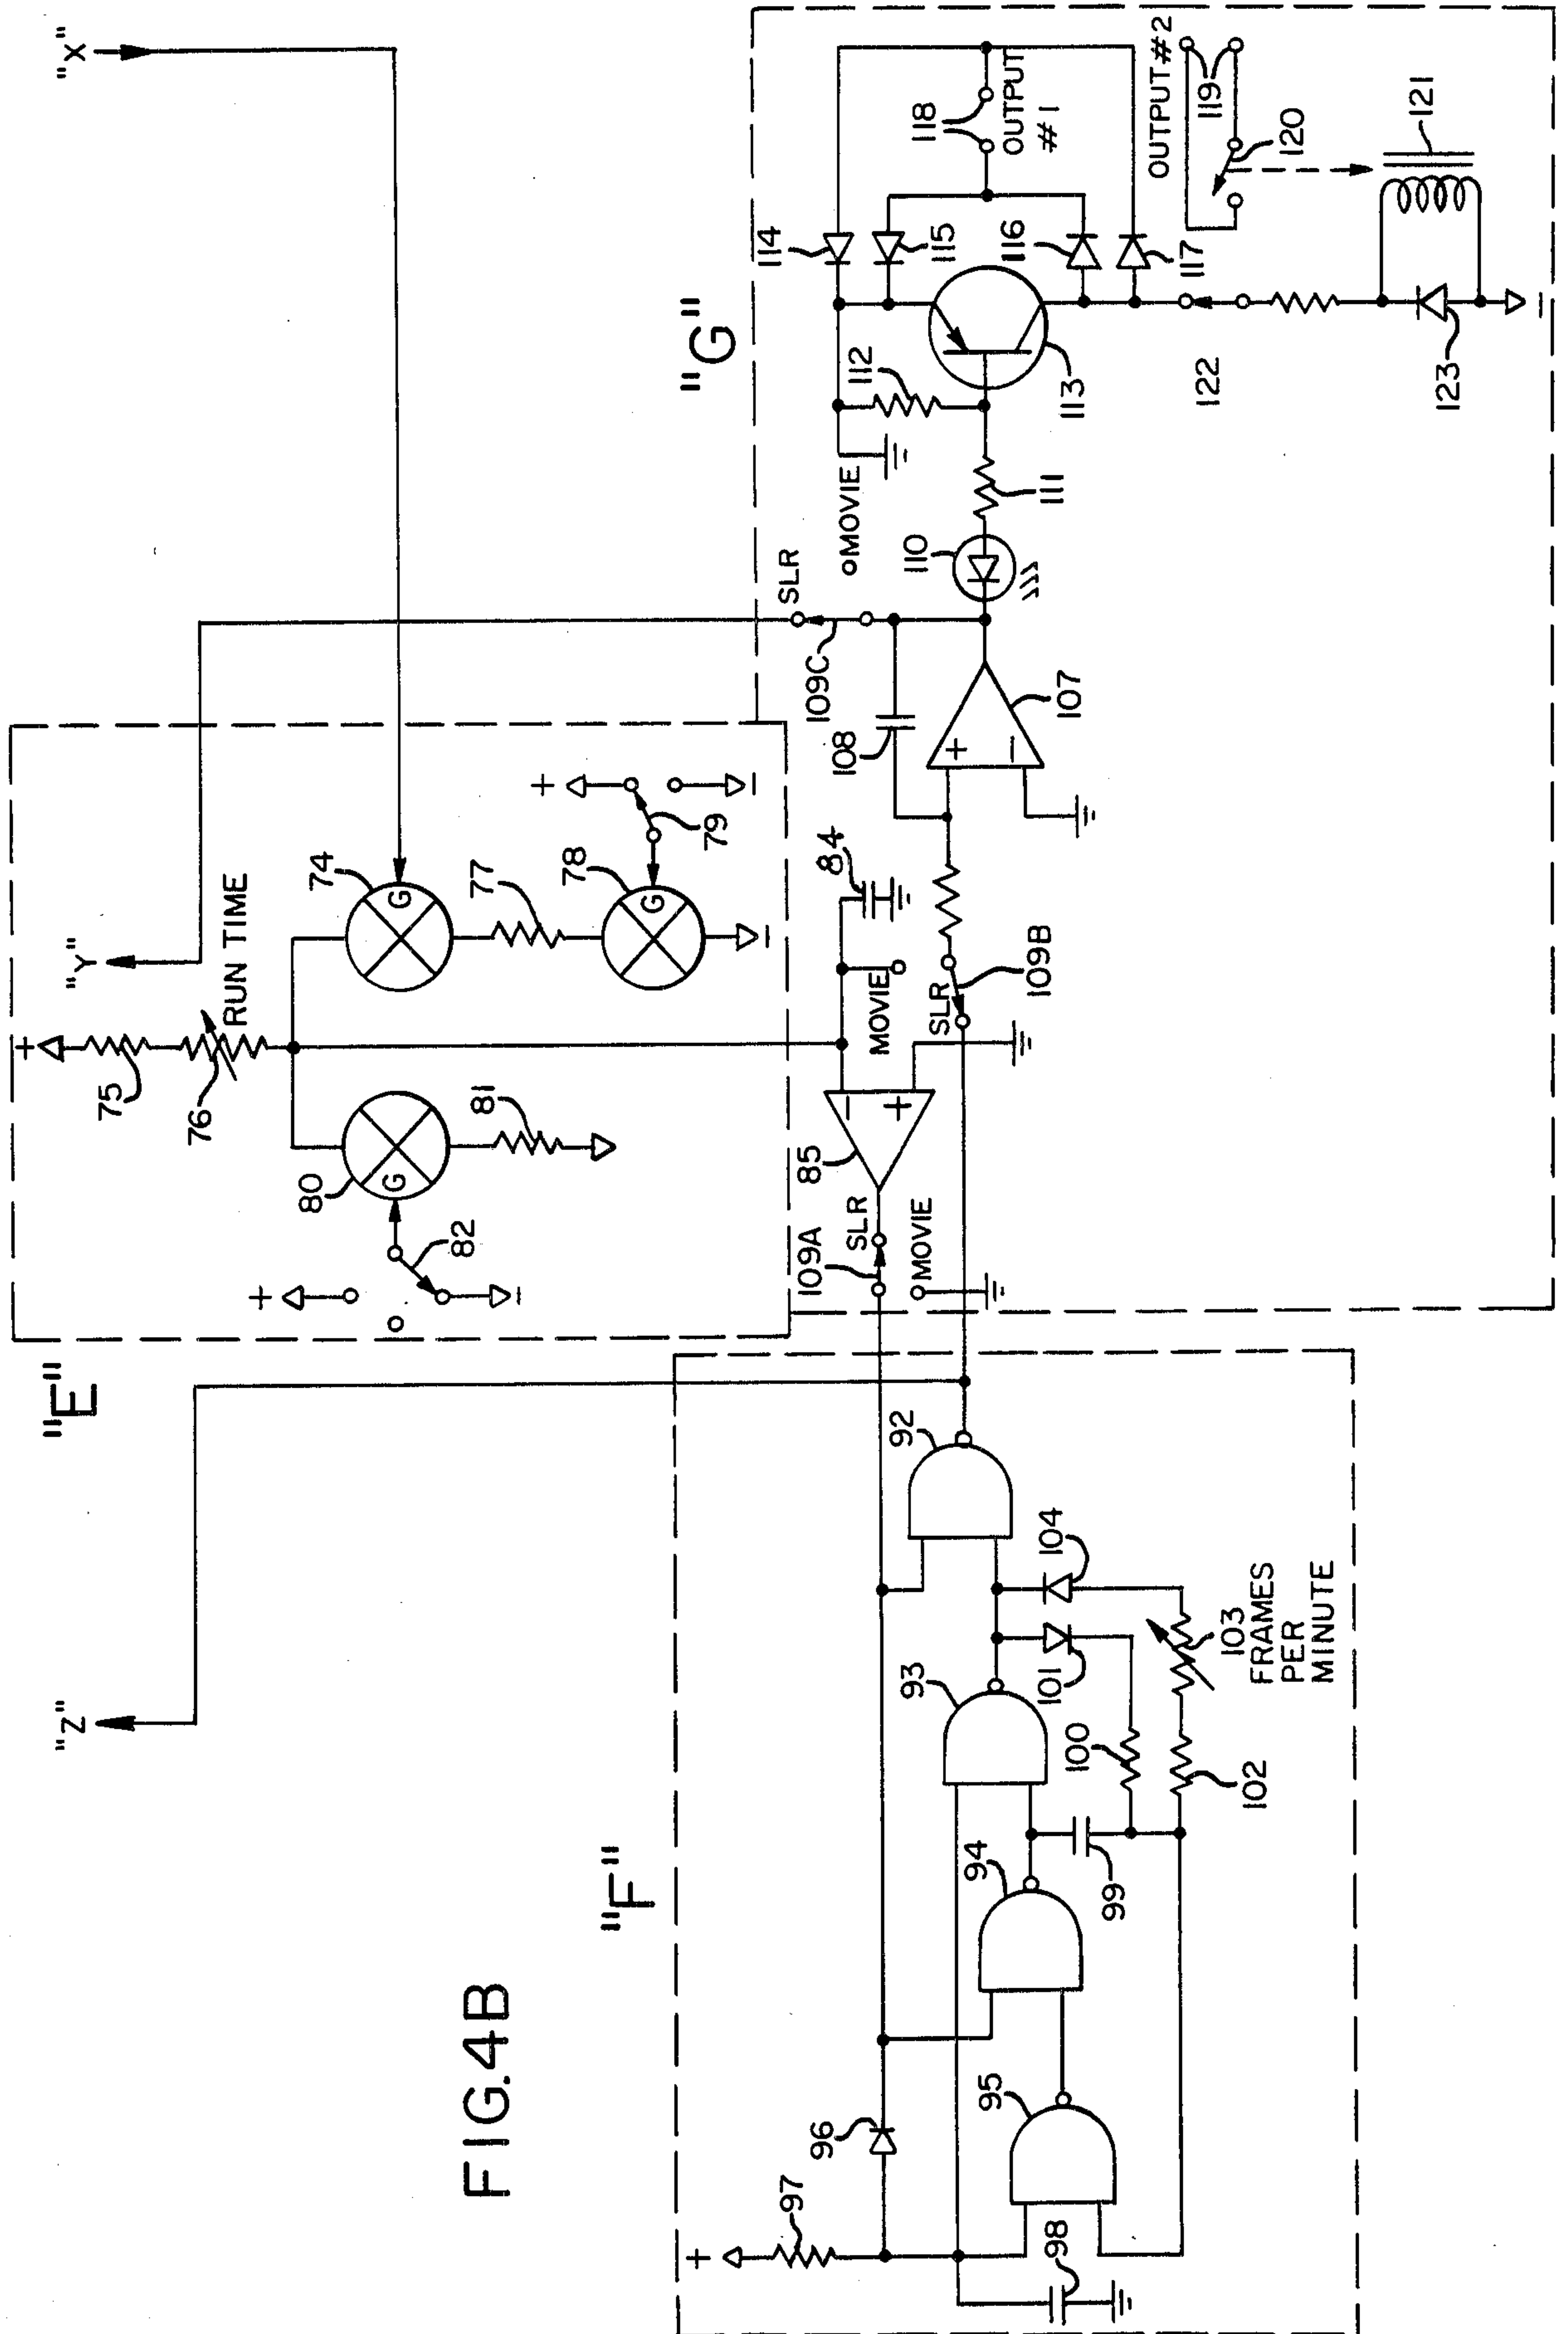 FIG.4B
"E"
"X"
"Y"
"Z"
+
75
76
RUN TIME
74
G
77
78
G
79
+
−
−
80
G
81
82
+
−
"F"
+
97
96
98
95
94
93
92
99
100
101
102
103
FRAMES
PER
MINUTE
104
"G"
109A
SLR
MOVIE
85
−
+
84
MOVIE
SLR
109B
108
107
+
−
109C
SLR
MOVIE
110
111
112
113
114
115
116
117
118
OUTPUT
#1
OUTPUT #2
119
120
121
122
123
−